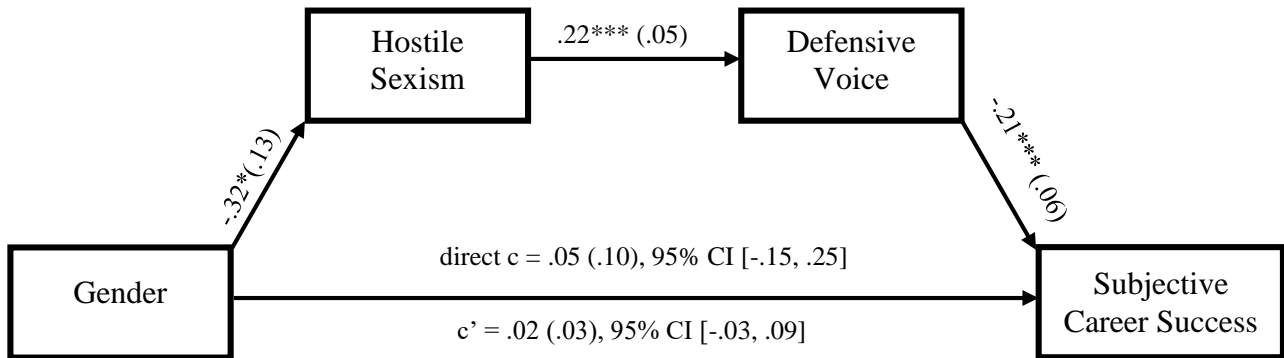 Hostile
Sexism
.22*** (.05)
Defensive
Voice
-.32*(.13)
-.21*** (.06)
Gender
direct c = .05 (.10), 95% CI [-.15, .25]
c’ = .02 (.03), 95% CI [-.03, .09]
Subjective
Career Success